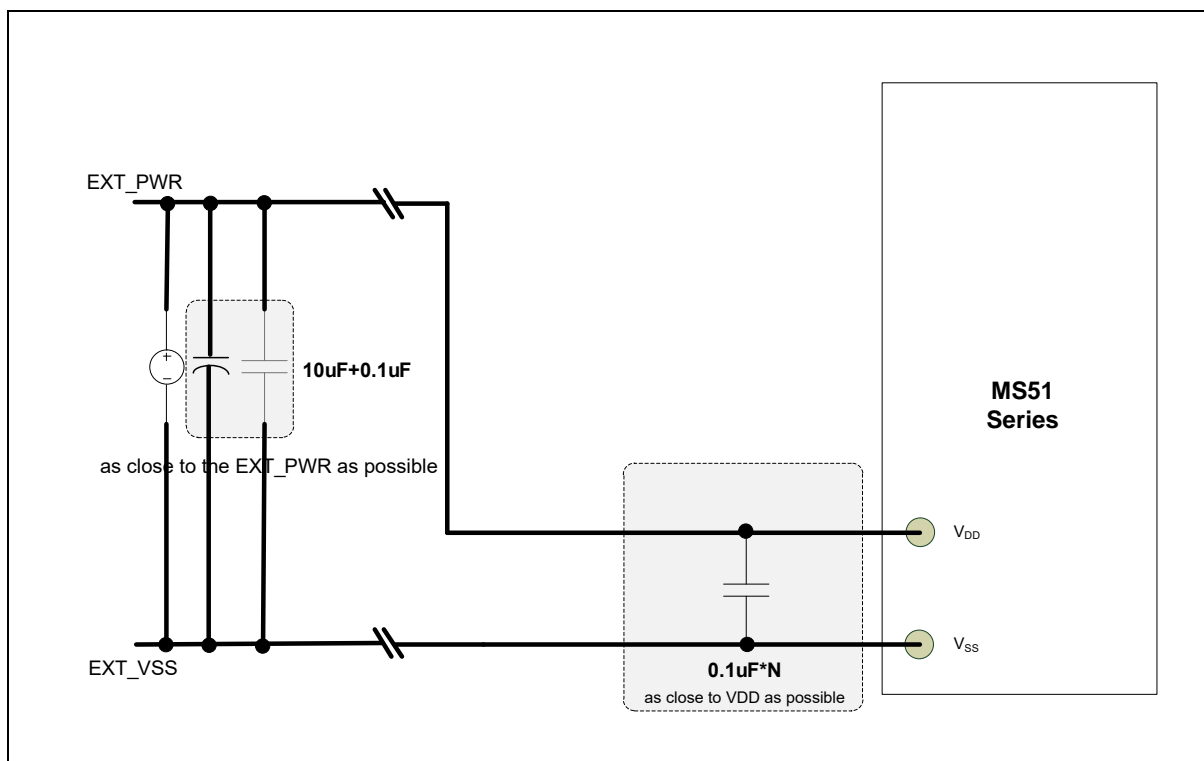 EXT_PWR
+
−
10uF+0.1uF
as close to the EXT_PWR as possible
EXT_VSS
MS51
Series
VDD
VSS
0.1uF*N
as close to VDD as possible